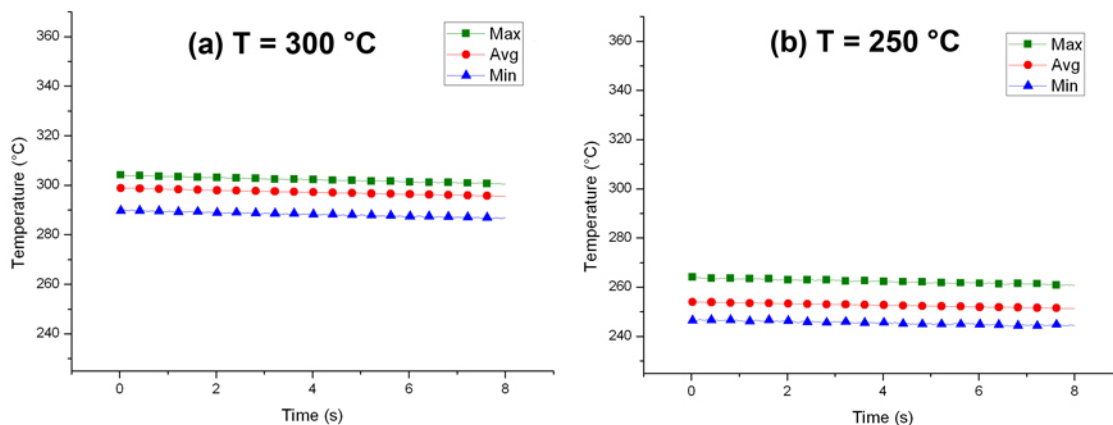 (a) T = 300 °C
Max
Avg
Min
360
340
320
300
280
260
240
Temperature (°C)
0
2
4
6
8
Time (s)
(b) T = 250 °C
Max
Avg
Min
360
340
320
300
280
260
240
Temperature (°C)
0
2
4
6
8
Time (s)